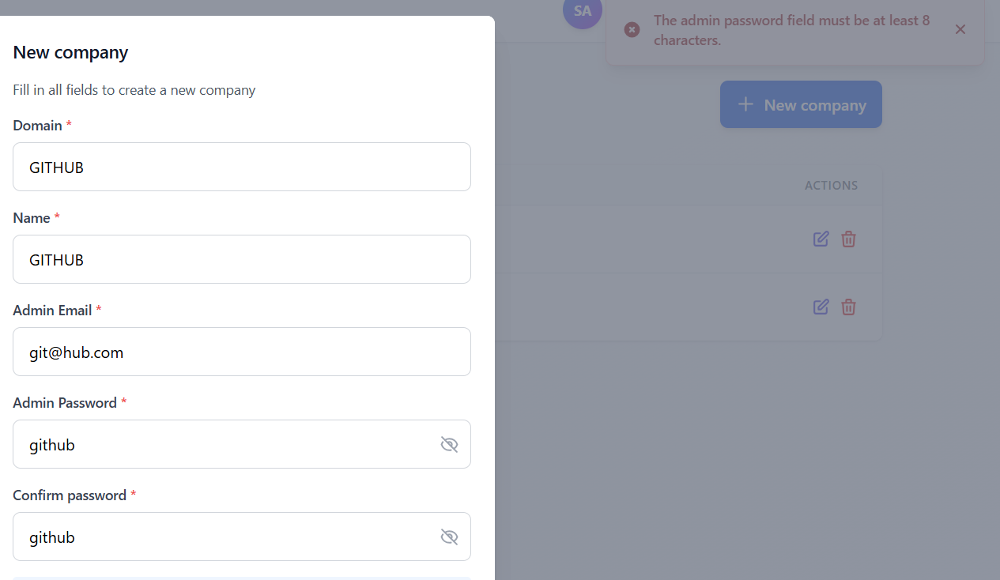 SA
The admin password field must be at least 8
characters.
New company
New company
Fill in all fields to create a new company
Domain *
GITHUB
Name *
GITHUB
ACTIONS
Admin Email *
git@hub.com
Admin Password *
github
Confirm password *
github